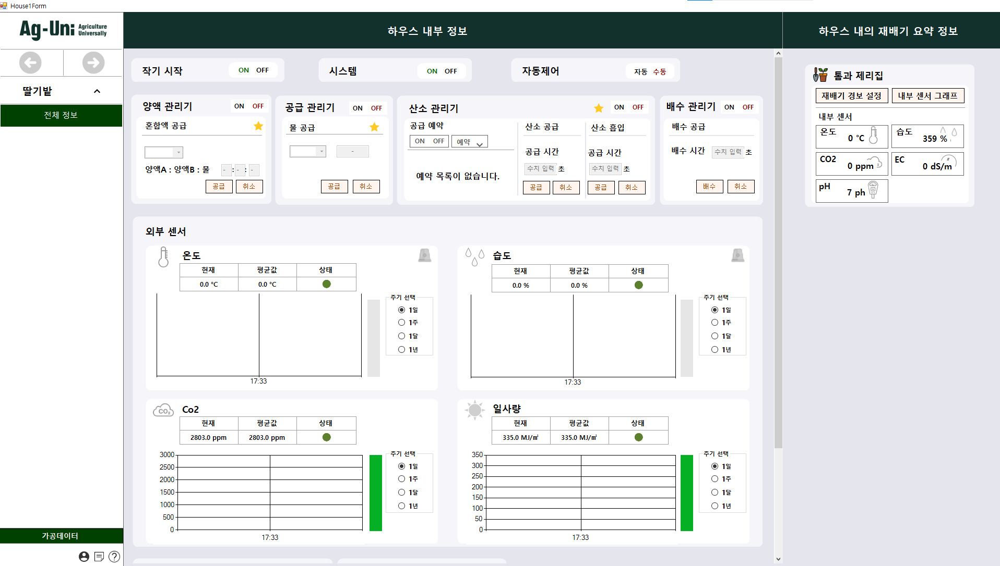 House1Form
Ag-Uni Agriculture Universally
하우스 내부 정보
하우스 내의 재배기 요약 정보
딸기밭
전체 정보
작기 시작 ON OFF
시스템 ON OFF
자동제어 자동 수동
양액 관리기 ON OFF
혼합액 공급
양액A : 양액B : 물 - : - : -
공급 취소
공급 관리기 ON OFF
물 공급
-
공급 취소
산소 관리기 ON OFF
공급 예약
ON OFF 예약
예약 목록이 없습니다.
산소 공급
공급 시간
수치 입력 초
공급 취소
산소 흡입
공급 시간
수치 입력 초
공급 취소
배수 관리기 ON OFF
배수 공급
배수 시간 수치 입력 초
배수 취소
외부 센서
온도
현재 평균값 상태
0.0 ℃ 0.0 ℃
17:33
주기 선택
1일
1주
1달
1년
습도
현재 평균값 상태
0.0 % 0.0 %
17:33
주기 선택
1일
1주
1달
1년
CO₂ Co2
현재 평균값 상태
2803.0 ppm 2803.0 ppm
3000
2500
2000
1500
1000
500
0
17:33
주기 선택
1일
1주
1달
1년
일사량
현재 평균값 상태
335.0 MJ/㎡ 335.0 MJ/㎡
350
300
250
200
150
100
50
0
17:33
주기 선택
1일
1주
1달
1년
톰과 제리집
재배기 경보 설정 내부 센서 그래프
내부 센서
온도 0 ℃
습도 359 %
CO2 0 ppm
EC 0 dS/m
pH 7 ph
가공데이터